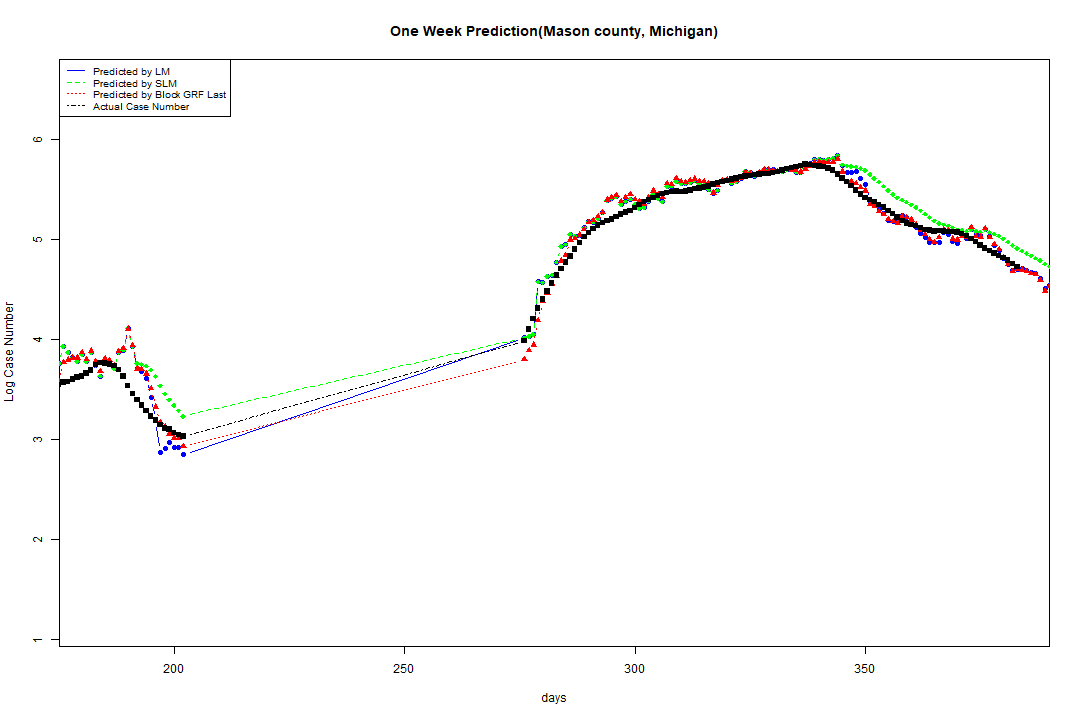 One Week Prediction(Mason county, Michigan)
Predicted by LM
Predicted by SLM
Predicted by Block GRF Last
Actual Case Number
Log Case Number
6
5
4
3
2
1
200 250 300 350
days